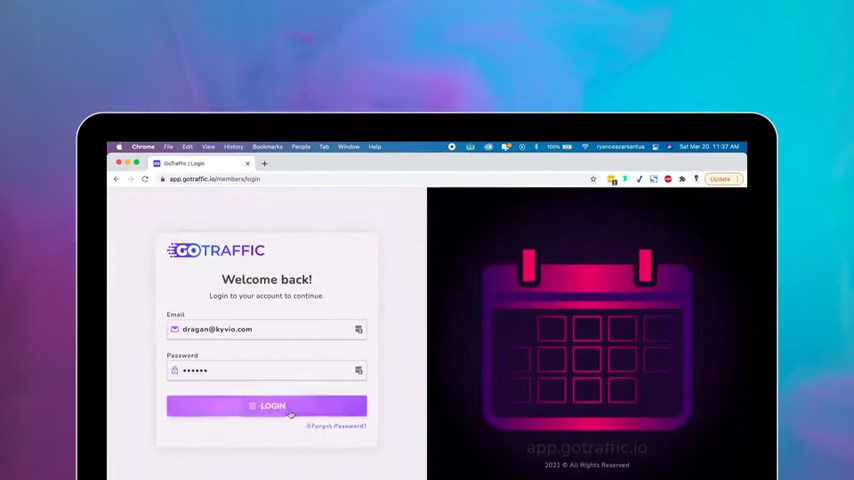 Chrome File Edit View History Bookmarks People Tab Window Help 100% ryanceazarsantua Sat Mar 20 11:37 AM
GoTraffic | Login
app.gotraffic.io/members/login Update
GOTRAFFIC
Welcome back!
Login to your account to continue.
Email
dragan@kyvio.com
Password
••••••
LOGIN
Forgot Password?
app.gotraffic.io
2021 © All Rights Reserved